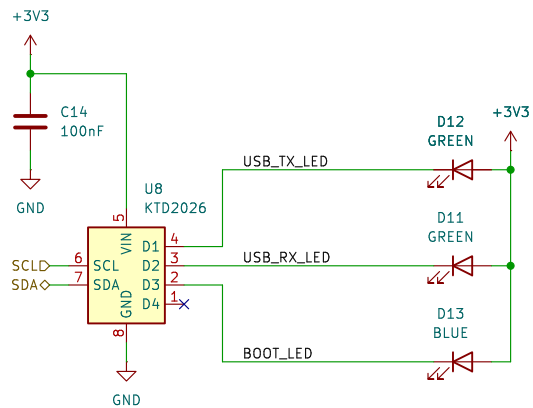 +3V3
C14
100nF
GND
U8
KTD2026
5
VIN
SCL
6
SCL
SDA
7
SDA
D1
4
D2
3
D3
2
D4
1
GND
8
GND
USB_TX_LED
USB_RX_LED
BOOT_LED
D12
GREEN
+3V3
D11
GREEN
D13
BLUE